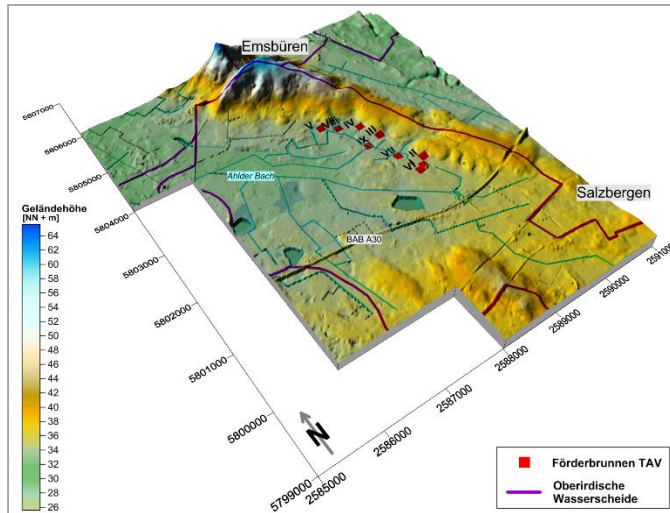 Emsbüren
5807000
5806000
5805000
5804000
5803000
5802000
5801000
5800000
5799000
V
VIII
IV
III
IX
VII
II
VI
Ahlder Bach
Salzbergen
BAB A30
Geländehöhe
[NN + m]
64
62
60
58
56
54
52
50
48
46
44
42
40
38
36
34
32
30
28
26
2591000
2590000
2589000
2588000
2587000
2586000
2585000
N
Förderbrunnen TAV
Oberirdische
Wasserscheide